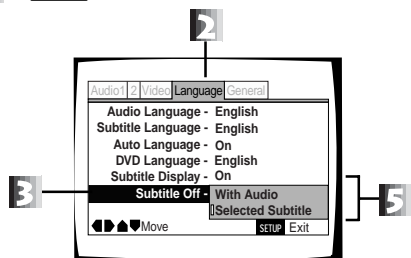 2
Audio1 2 Video Language General
Audio Language - English
Subtitle Language - English
Auto Language - On
DVD Language - English
Subtitle Display - On
3
Subtitle Off - With Audio
Selected Subtitle
5
Move SETUP Exit